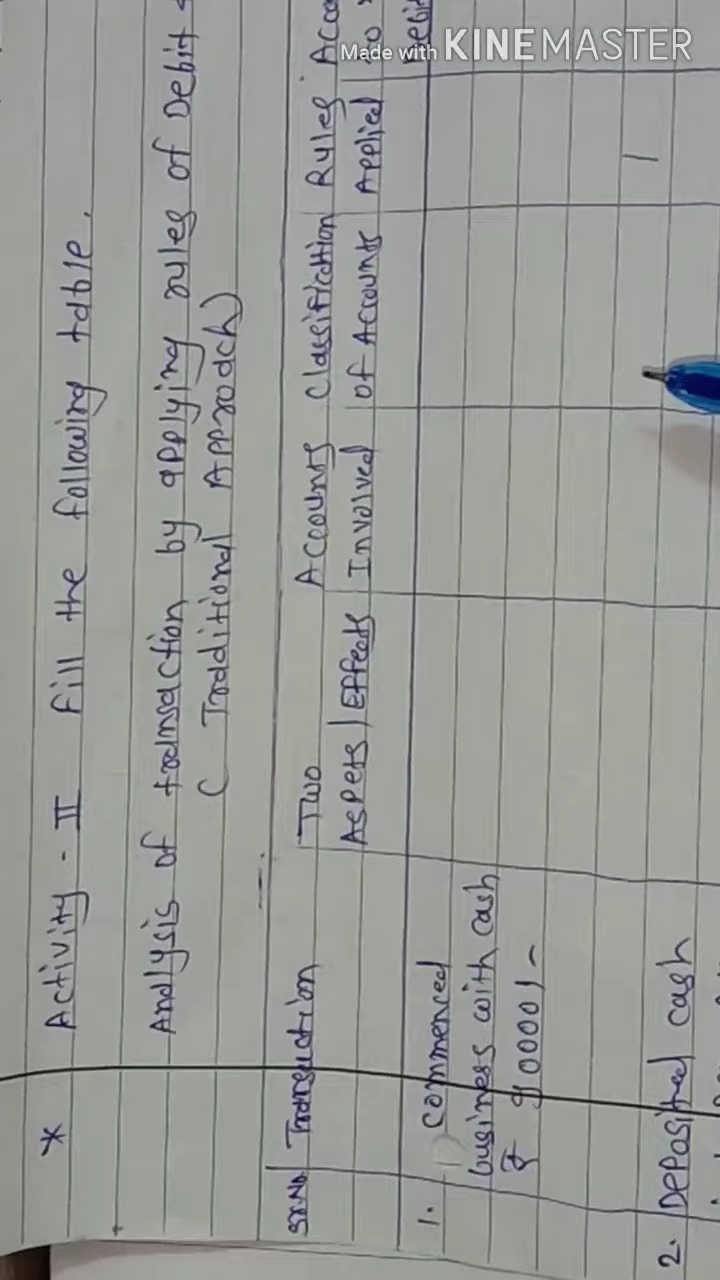 Made with KINEMASTER
* Activity - II Fill the following table.
Analysis of transaction by applying rules of Debit
( Traditional Approach)
Sr.No. Transaction Two Accounts Classification Rules
Aspets/Effects Involved of Accounts Applied
1. Commenced
business with cash
2. Deposited cash